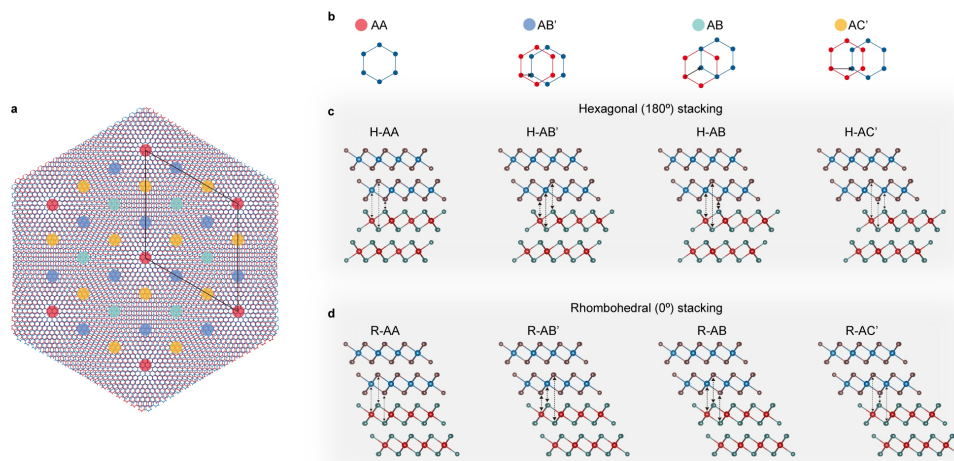 b
AA
AB'
AB
AC'
a
c
Hexagonal (180º) stacking
H-AA
H-AB'
H-AB
H-AC'
d
Rhombohedral (0º) stacking
R-AA
R-AB'
R-AB
R-AC'